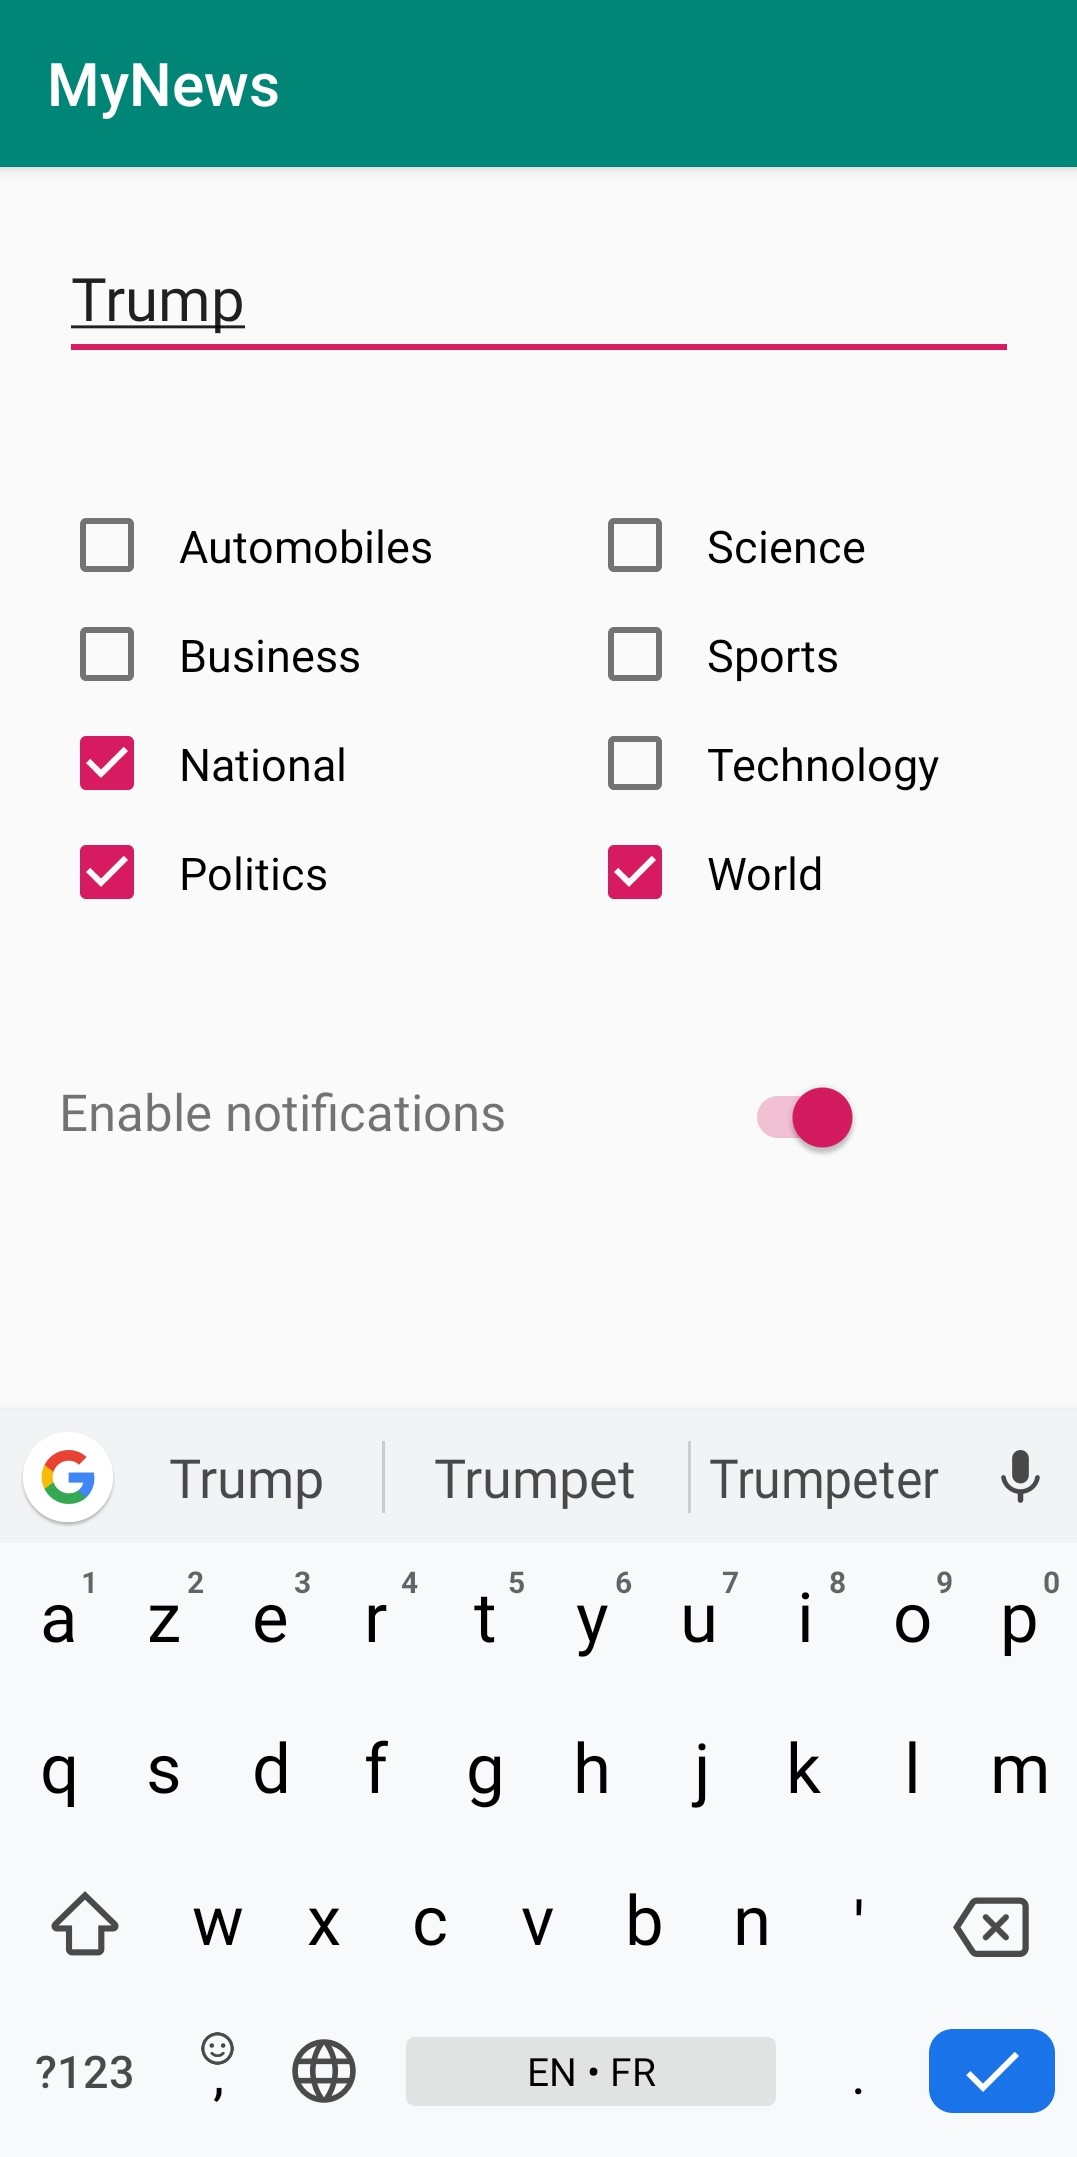 MyNews
Trump
Automobiles Science
Business Sports
National Technology
Politics World
Enable notifications
G Trump Trumpet Trumpeter
1 2 3 4 5 6 7 8 9 0
a z e r t y u i o p
q s d f g h j k l m
w x c v b n '
?123 , EN • FR .